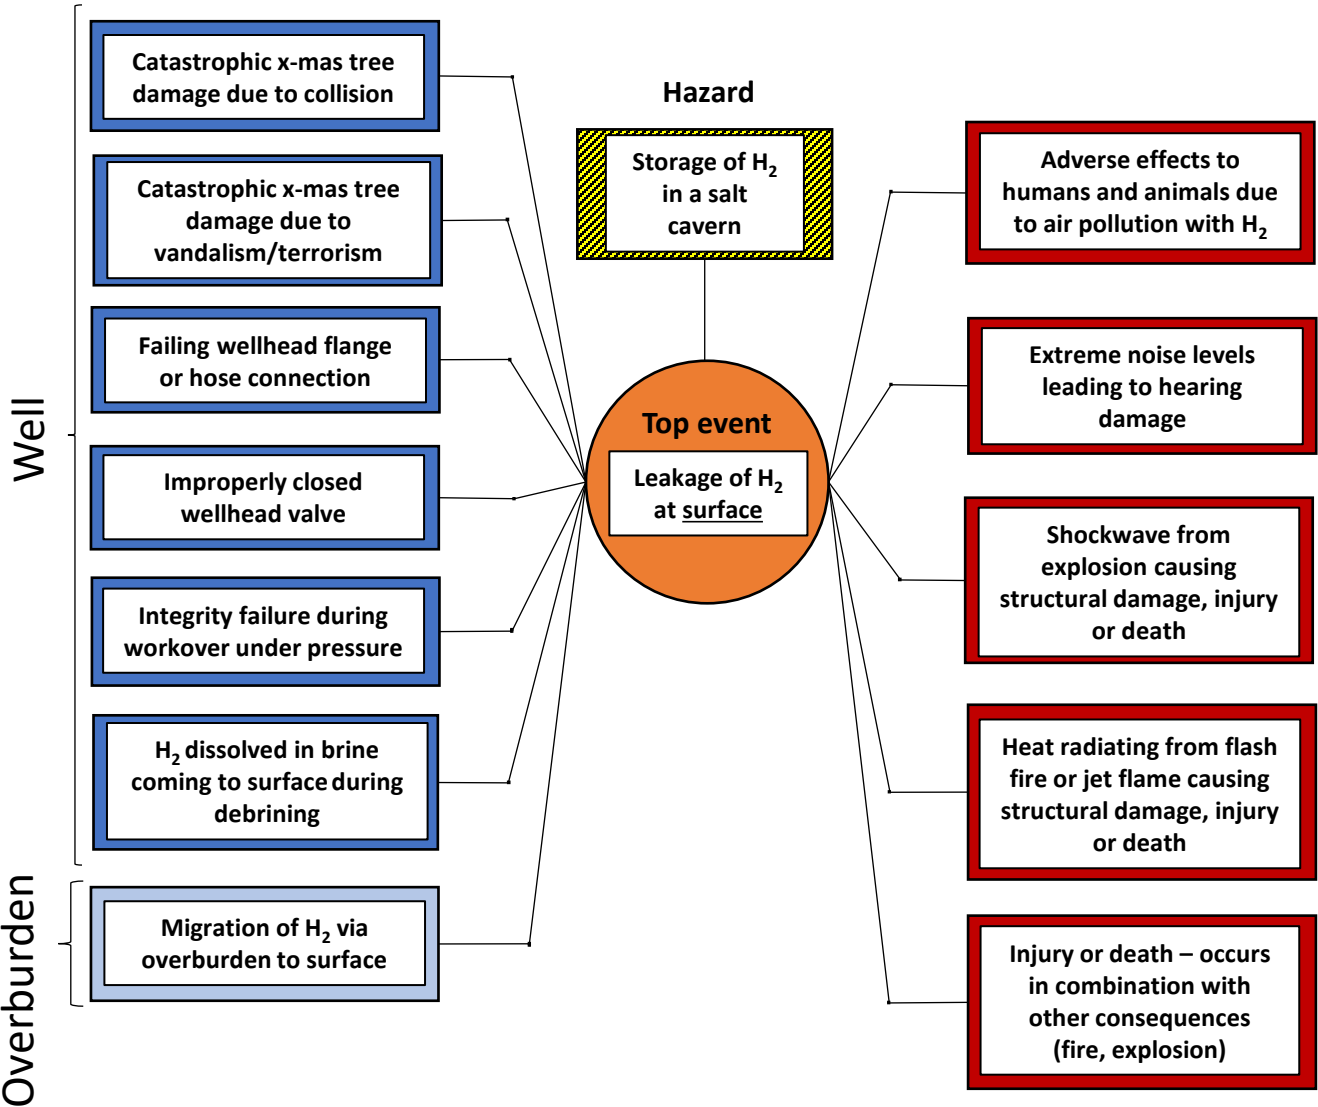 Well
Catastrophic x-mas tree
damage due to collision
Catastrophic x-mas tree
damage due to
vandalism/terrorism
Failing wellhead flange
or hose connection
Improperly closed
wellhead valve
Integrity failure during
workover under pressure
H2 dissolved in brine
coming to surface during
debrining
Overburden
Migration of H2 via
overburden to surface
Hazard
Storage of H2
in a salt
cavern
Top event
Leakage of H2
at surface
Adverse effects to
humans and animals due
to air pollution with H2
Extreme noise levels
leading to hearing
damage
Shockwave from
explosion causing
structural damage, injury
or death
Heat radiating from flash
fire or jet flame causing
structural damage, injury
or death
Injury or death – occurs
in combination with
other consequences
(fire, explosion)